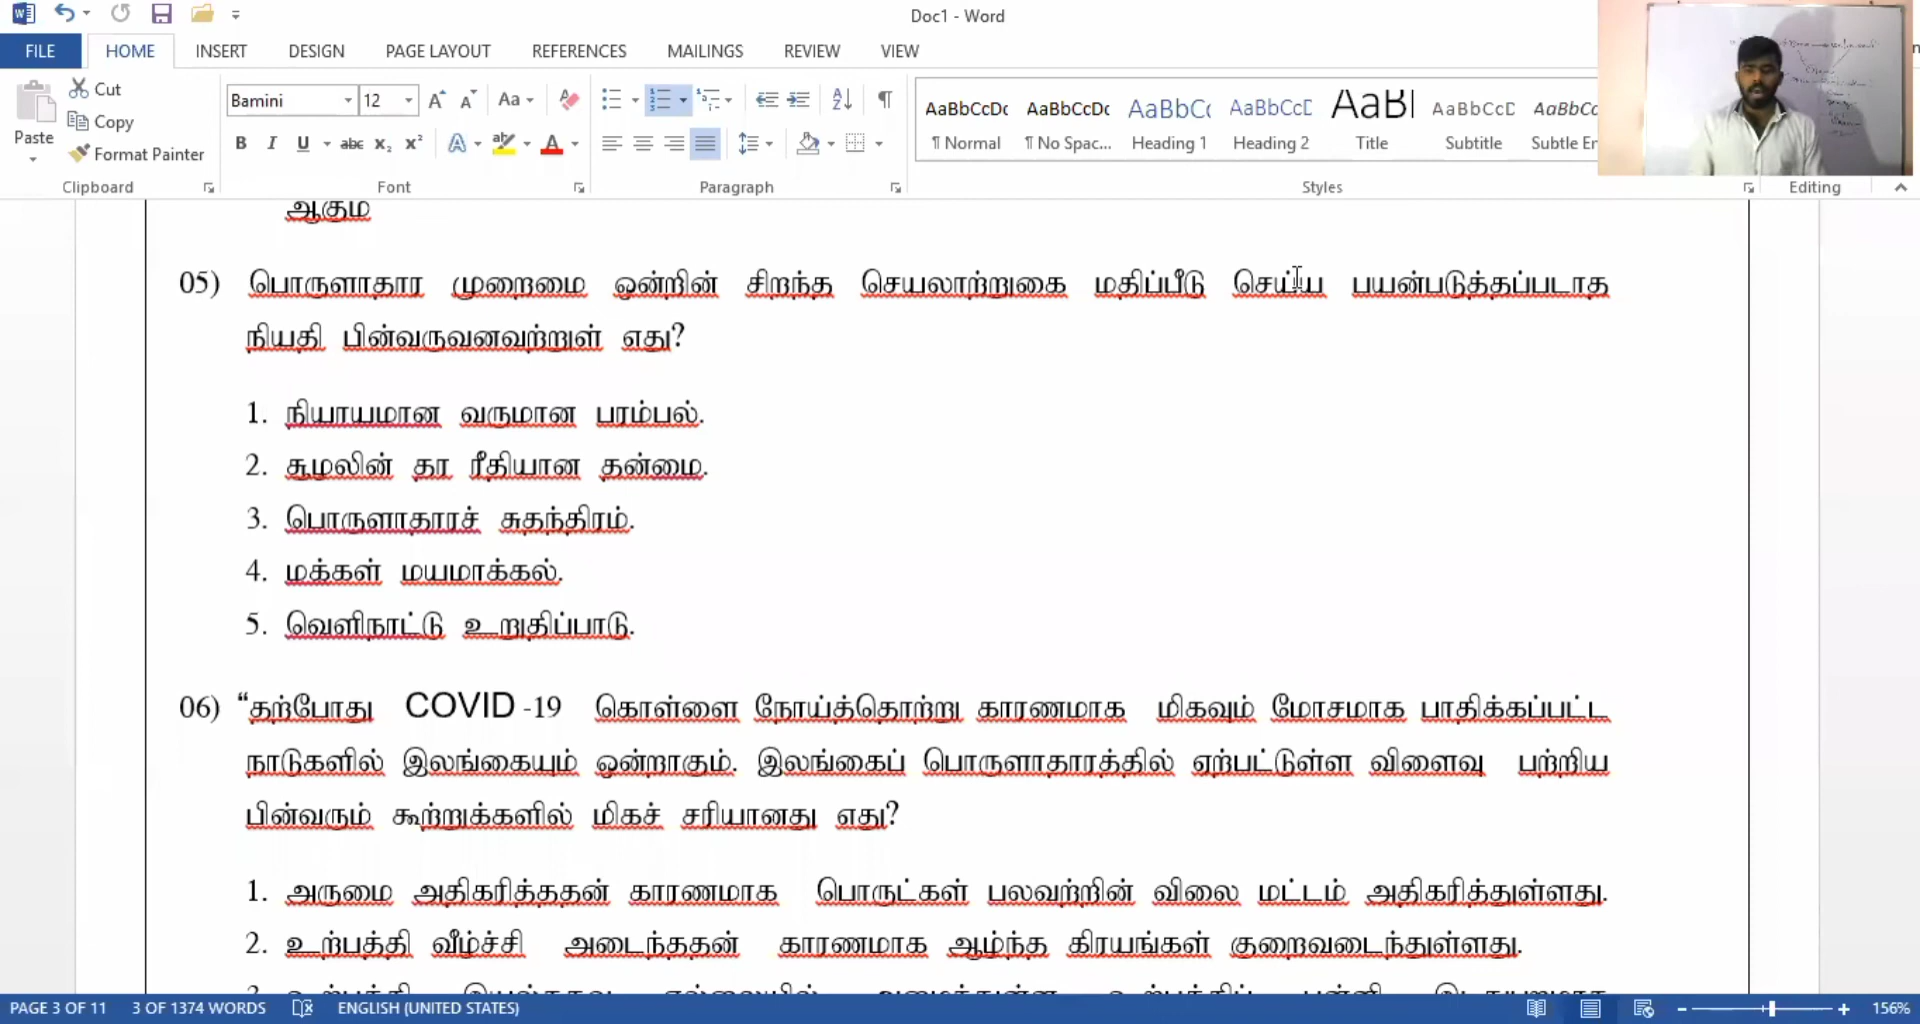 Doc1 - Word
FILE HOME INSERT DESIGN PAGE LAYOUT REFERENCES MAILINGS REVIEW VIEW
Cut
Copy
Format Painter
Paste
Clipboard
Bamini 12
Font
Paragraph
AaBbCcDc AaBbCcDc AaBbC( AaBbCcD AaBl AaBbCcD AaBbCc
¶ Normal ¶ No Spac... Heading 1 Heading 2 Title Subtitle Subtle En
Styles
Editing
ஆகும்
05) பொருளாதார முறைமை ஒன்றின் சிறந்த செயலாற்றுகை மதிப்பீடு செய்ய பயன்படுத்தப்படாத
நியதி பின்வருவனவற்றுள் எது?
1. நியாயமான வருமான பரம்பல்.
2. சூழலின் தர ரீதியான தன்மை.
3. பொருளாதாரச் சுதந்திரம்.
4. மக்கள் மயமாக்கல்.
5. வெளிநாட்டு உறுதிப்பாடு.
06) “தற்போது COVID -19 கொள்ளை நோய்த்தொற்று காரணமாக மிகவும் மோசமாக பாதிக்கப்பட்ட
நாடுகளில் இலங்கையும் ஒன்றாகும். இலங்கைப் பொருளாதாரத்தில் ஏற்பட்டுள்ள விளைவு பற்றிய
பின்வரும் கூற்றுக்களில் மிகச் சரியானது எது?
1. அருமை அதிகரித்ததன் காரணமாக பொருட்கள் பலவற்றின் விலை மட்டம் அதிகரித்துள்ளது.
2. உற்பத்தி வீழ்ச்சி அடைந்ததன் காரணமாக ஆழ்ந்த கிரயங்கள் குறைவடைந்துள்ளது.
PAGE 3 OF 11 3 OF 1374 WORDS ENGLISH (UNITED STATES) 156%